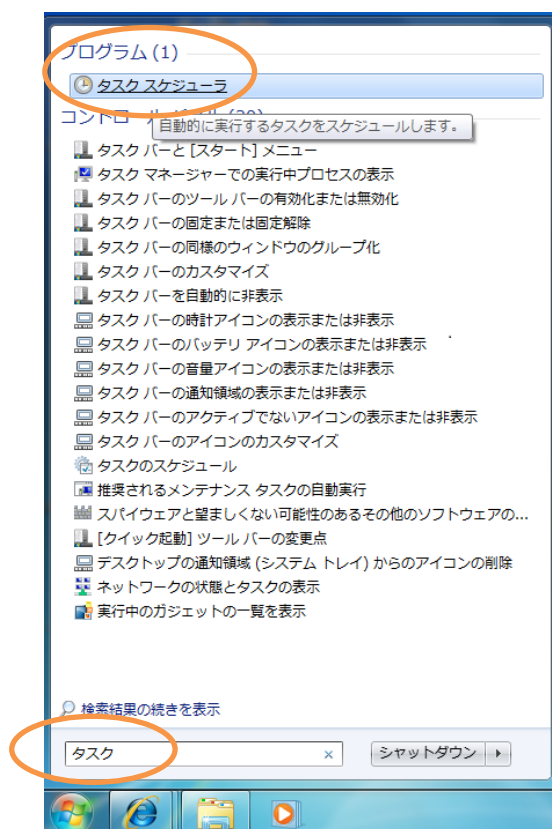 プログラム (1)
タスク スケジューラ
コントロール パネル (20)
自動的に実行するタスクをスケジュールします。
タスク バーと [スタート] メニュー
タスク マネージャーでの実行中プロセスの表示
タスク バーのツール バーの有効化または無効化
タスク バーの固定または固定解除
タスク バーの同様のウィンドウのグループ化
タスク バーのカスタマイズ
タスク バーを自動的に非表示
タスク バーの時計アイコンの表示または非表示
タスク バーのバッテリ アイコンの表示または非表示
タスク バーの音量アイコンの表示または非表示
タスク バーの通知領域の表示または非表示
タスク バーのアクティブでないアイコンの表示または非表示
タスク バーのアイコンのカスタマイズ
タスクのスケジュール
推奨されるメンテナンス タスクの自動実行
スパイウェアと望ましくない可能性のあるその他のソフトウェアの...
[クイック起動] ツール バーの変更点
デスクトップの通知領域 (システム トレイ) からのアイコンの削除
ネットワークの状態とタスクの表示
実行中のガジェットの一覧を表示
検索結果の続きを表示
タスク
シャットダウン